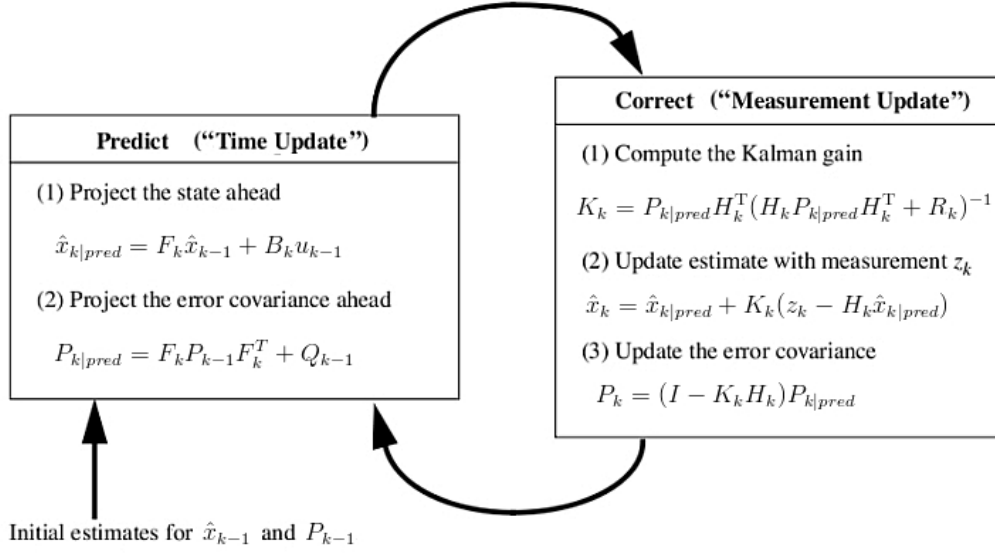 Predict (“Time Update”)
(1) Project the state ahead
x̂_{k|pred} = F_k x̂_{k−1} + B_k u_{k−1}
(2) Project the error covariance ahead
P_{k|pred} = F_k P_{k−1} F_k^T + Q_{k−1}
Initial estimates for x̂_{k−1} and P_{k−1}
Correct (“Measurement Update”)
(1) Compute the Kalman gain
K_k = P_{k|pred} H_k^T (H_k P_{k|pred} H_k^T + R_k)^{−1}
(2) Update estimate with measurement z_k
x̂_k = x̂_{k|pred} + K_k(z_k − H_k x̂_{k|pred})
(3) Update the error covariance
P_k = (I − K_k H_k)P_{k|pred}